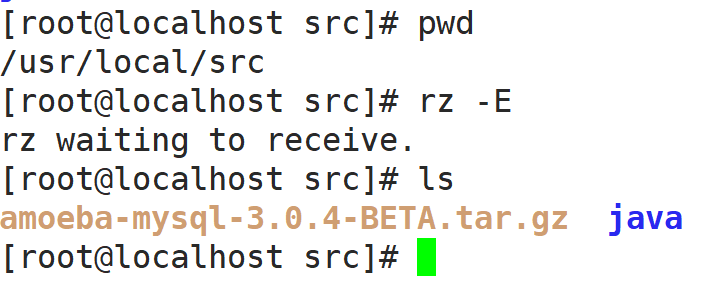 [root@localhost src]# pwd
/usr/local/src
[root@localhost src]# rz -E
rz waiting to receive.
[root@localhost src]# ls
amoeba-mysql-3.0.4-BETA.tar.gz  java
[root@localhost src]#